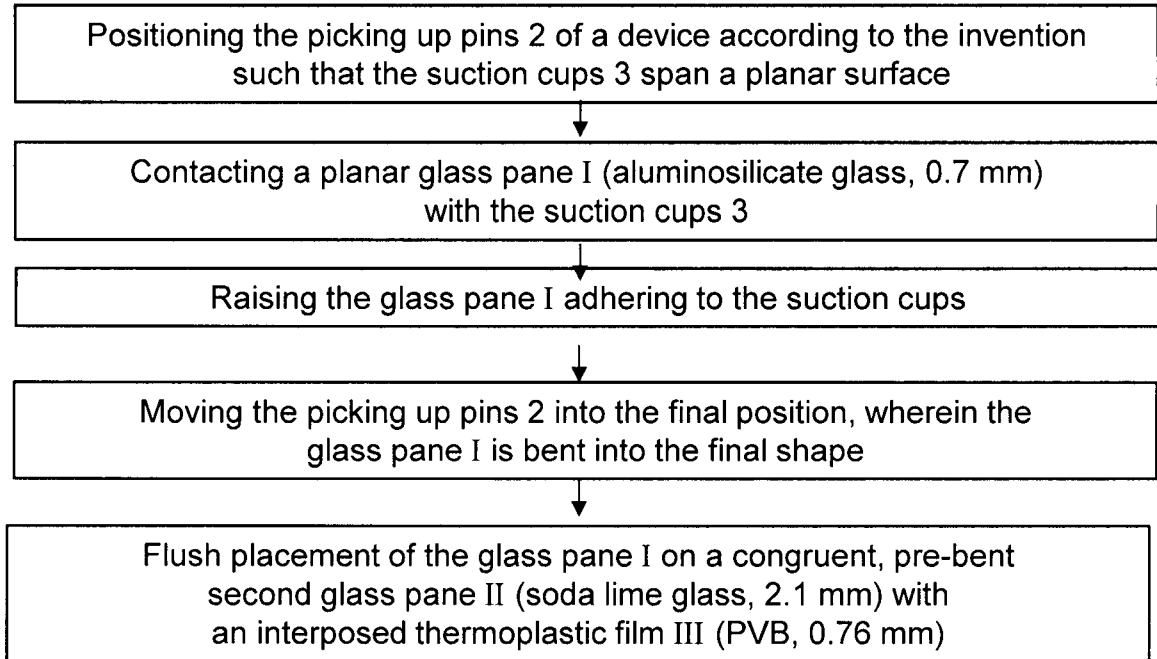 Positioning the picking up pins 2 of a device according to the invention
such that the suction cups 3 span a planar surface
Contacting a planar glass pane I (aluminosilicate glass, 0.7 mm)
with the suction cups 3
Raising the glass pane I adhering to the suction cups
Moving the picking up pins 2 into the final position, wherein the
glass pane I is bent into the final shape
Flush placement of the glass pane I on a congruent, pre-bent
second glass pane II (soda lime glass, 2.1 mm) with
an interposed thermoplastic film III (PVB, 0.76 mm)